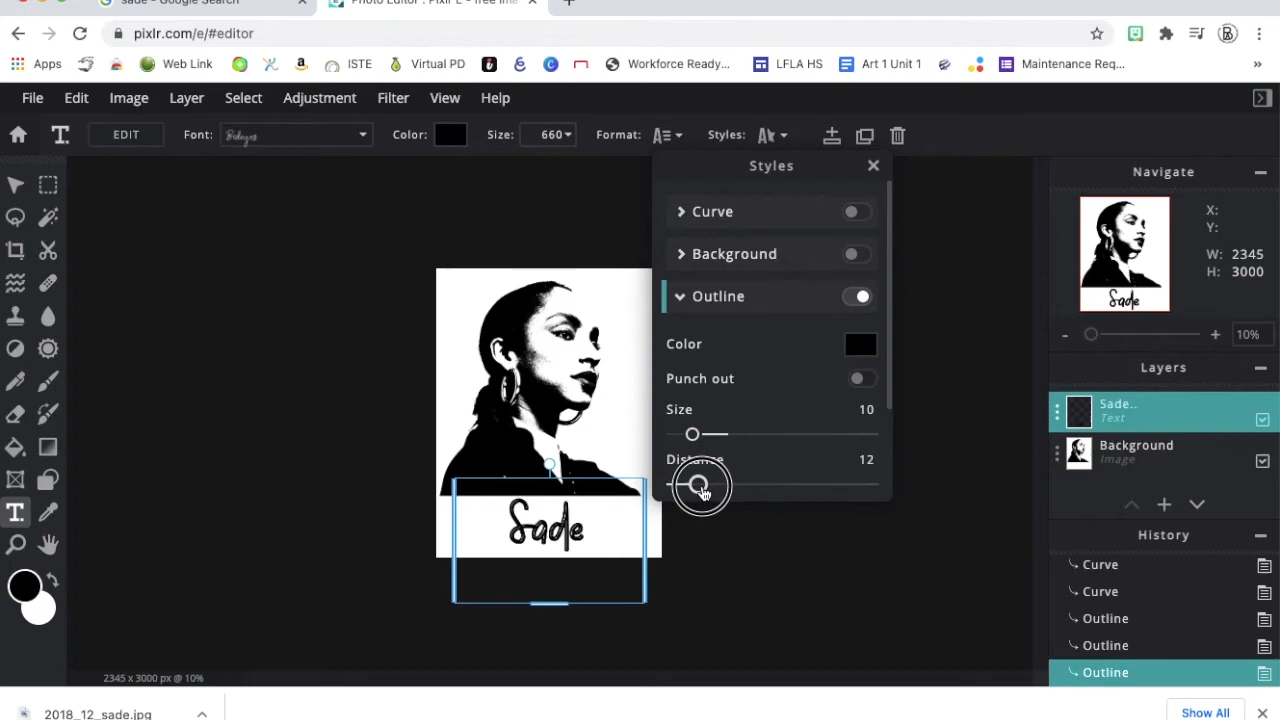 sade - Google Search
Photo Editor : Pixlr E - free ima
pixlr.com/e/#editor
Apps Web Link ISTE Virtual PD Workforce Ready... LFLA HS Art 1 Unit 1 Maintenance Req... »
File Edit Image Layer Select Adjustment Filter View Help
T EDIT Font: Bologna Color: Size: 660 Format: Styles:
Styles
Curve
Background
Outline
Color
Punch out
Size 10
Distance 12
Sade
2345 x 3000 px @ 10%
Navigate
Sade
X:
Y:
W: 2345
H: 3000
- + 10%
Layers
Sade..
Text
Background
Image
History
Curve
Curve
Outline
Outline
Outline
2018_12_sade.jpg
Show All